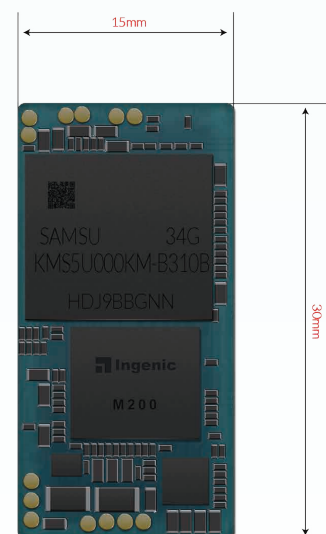 15mm
SAMSU 34G
KMS5U000KM-B310B
HDJ9BBGNN
30mm
Ingenic
M200